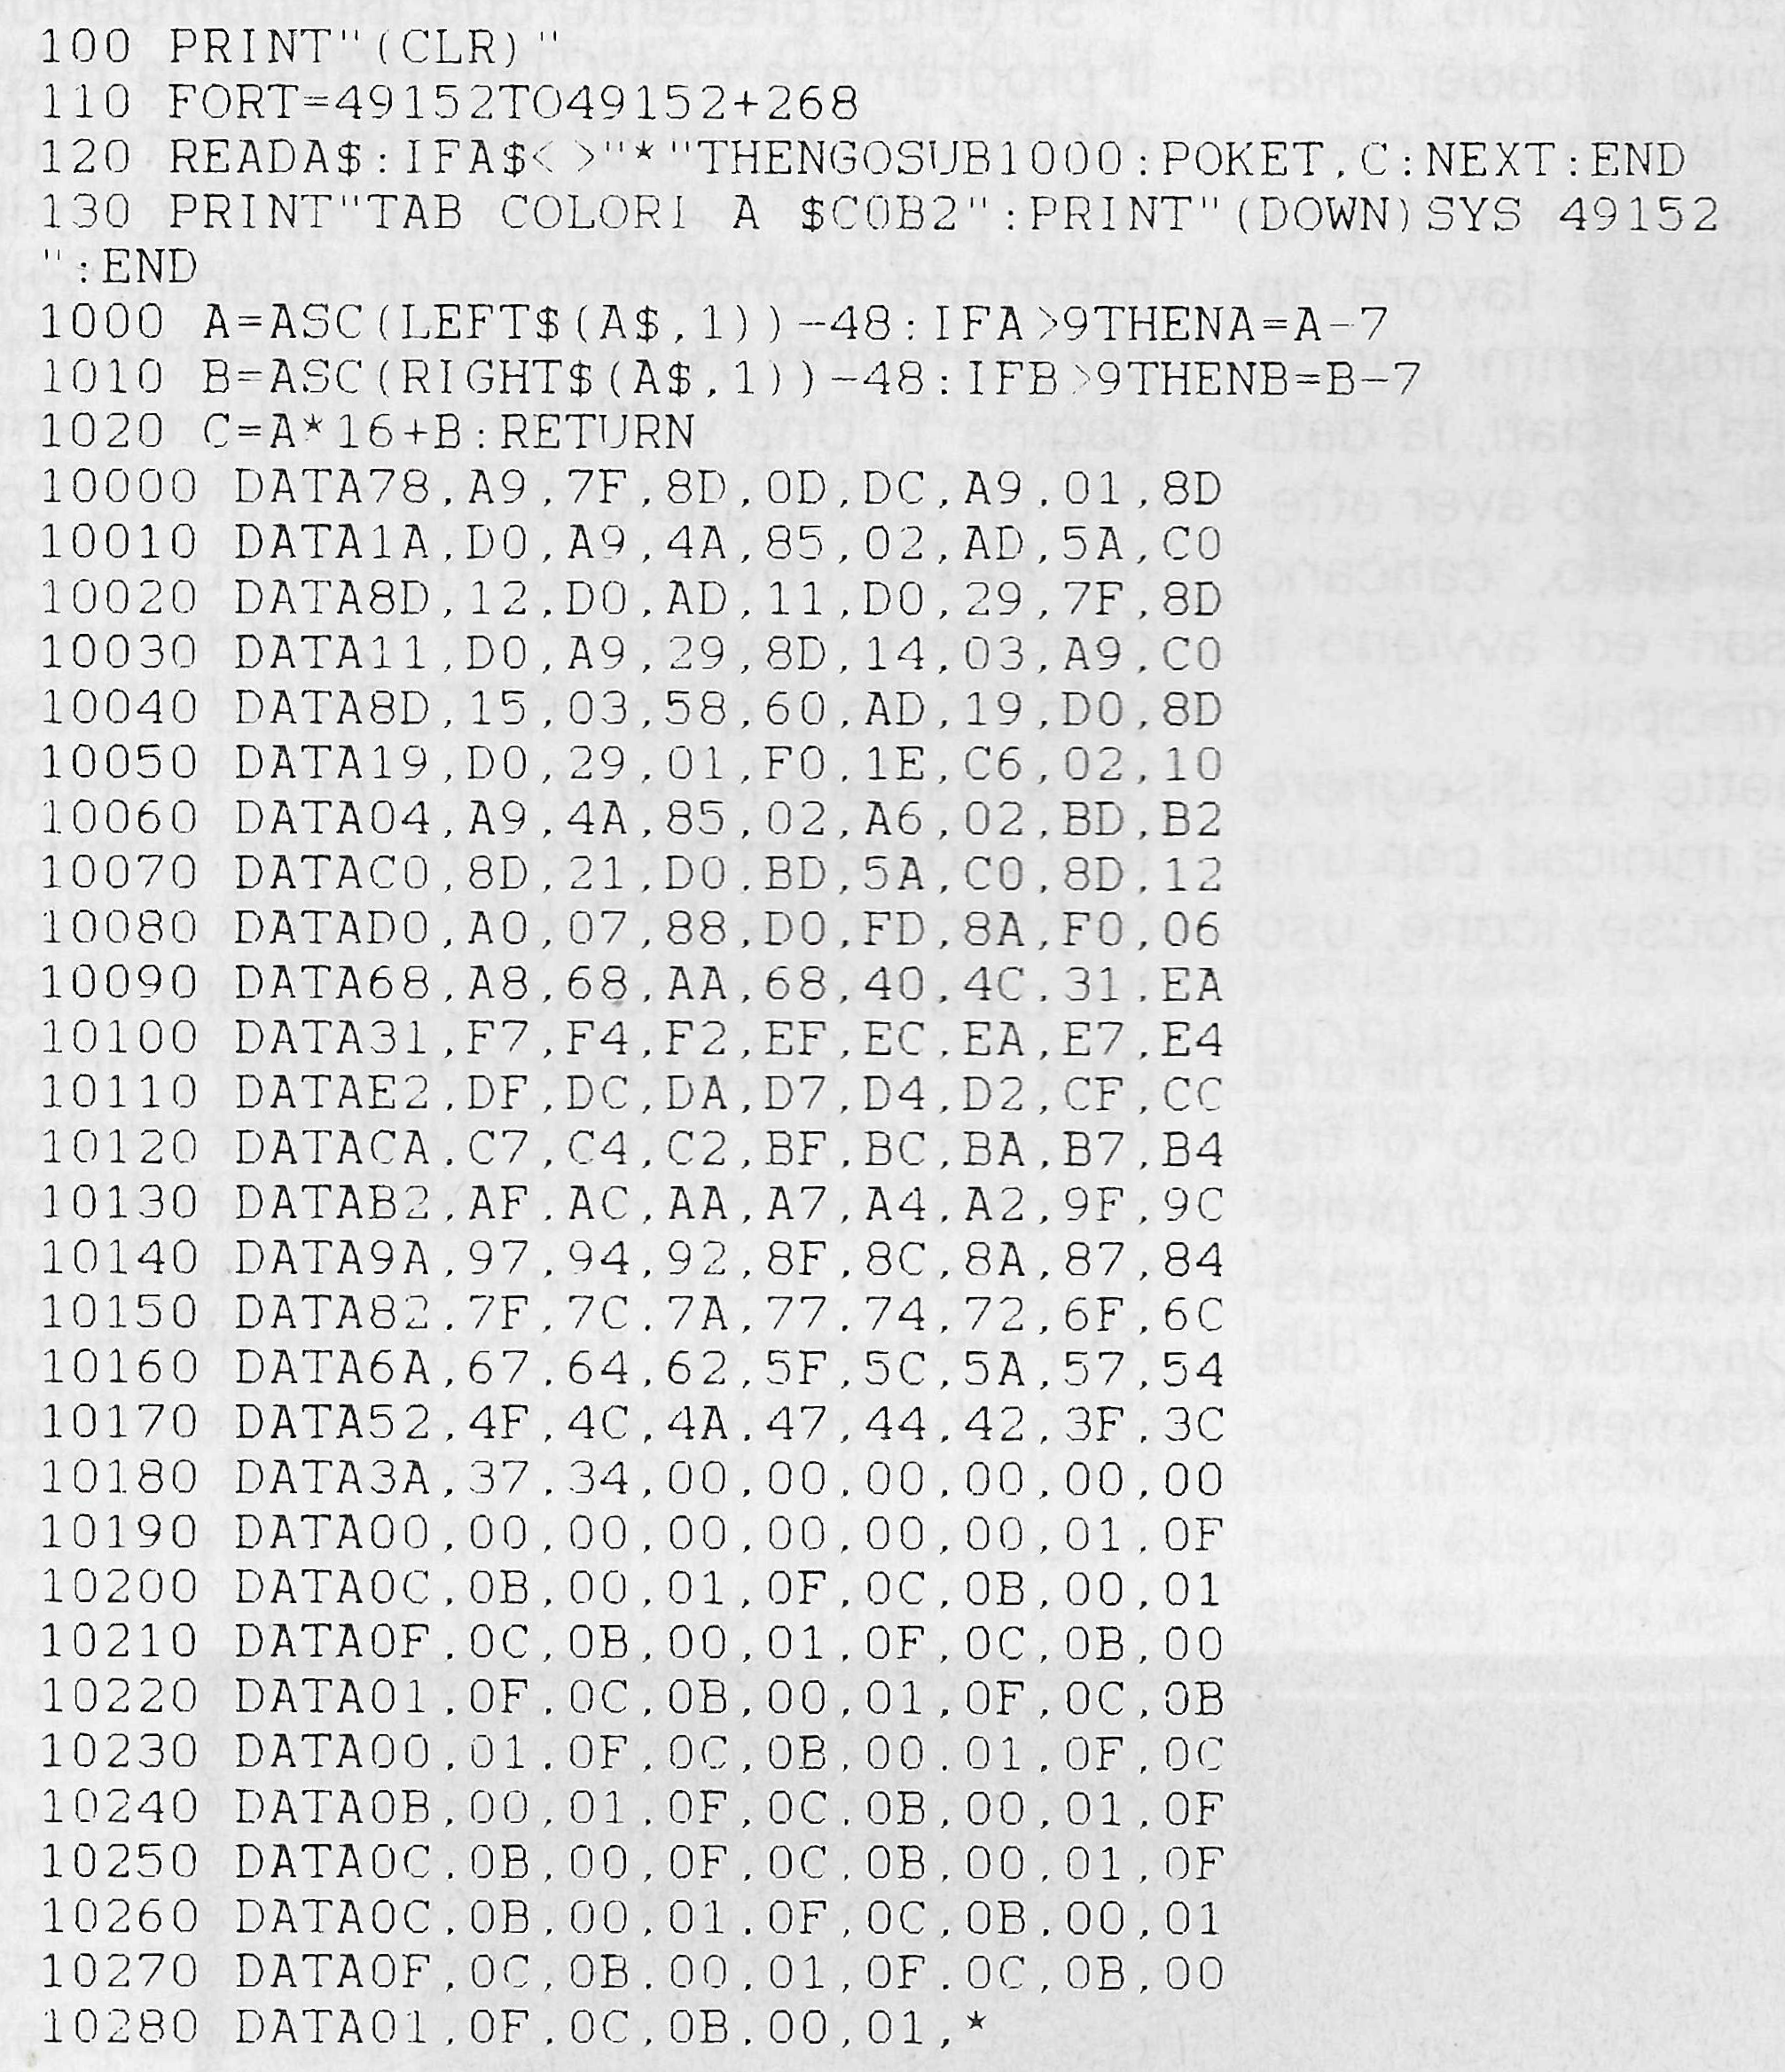 100 PRINT"(CLR)"
110 FORT=49152TO49152+268
120 READA$:IFA$<>"*"THENGOSUB1000:POKET,C:NEXT:END
130 PRINT"TAB COLORI A $C0B2":PRINT"(DOWN)SYS 49152
":END
1000 A=ASC(LEFT$(A$,1))-48:IFA>9THENA=A-7
1010 B=ASC(RIGHT$(A$,1))-48:IFB>9THENB=B-7
1020 C=A*16+B:RETURN
10000 DATA78,A9,7F,8D,0D,DC,A9,01,8D
10010 DATA1A,D0,A9,4A,85,02,AD,5A,C0
10020 DATA8D,12,D0,AD,11,D0,29,7F,8D
10030 DATA11,D0,A9,29,8D,14,03,A9,C0
10040 DATA8D,15,03,58,60,AD,19,D0,8D
10050 DATA19,D0,29,01,F0,1E,C6,02,10
10060 DATA04,A9,4A,85,02,A6,02,BD,B2
10070 DATAC0,8D,21,D0,BD,5A,C0,8D,12
10080 DATAD0,A0,07,88,D0,FD,8A,F0,06
10090 DATA68,A8,68,AA,68,40,4C,31,EA
10100 DATA31,F7,F4,F2,EF,EC,EA,E7,E4
10110 DATAE2,DF,DC,DA,D7,D4,D2,CF,CC
10120 DATACA,C7,C4,C2,BF,BC,BA,B7,B4
10130 DATAB2,AF,AC,AA,A7,A4,A2,9F,9C
10140 DATA9A,97,94,92,8F,8C,8A,87,84
10150 DATA82,7F,7C,7A,77,74,72,6F,6C
10160 DATA6A,67,64,62,5F,5C,5A,57,54
10170 DATA52,4F,4C,4A,47,44,42,3F,3C
10180 DATA3A,37,34,00,00,00,00,00,00
10190 DATA00,00,00,00,00,00,00,01,0F
10200 DATA0C,0B,00,01,0F,0C,0B,00,01
10210 DATA0F,0C,0B,00,01,0F,0C,0B,00
10220 DATA01,0F,0C,0B,00,01,0F,0C,0B
10230 DATA00,01,0F,0C,0B,00,01,0F,0C
10240 DATA0B,00,01,0F,0C,0B,00,01,0F
10250 DATA0C,0B,00,0F,0C,0B,00,01,0F
10260 DATA0C,0B,00,01,0F,0C,0B,00,01
10270 DATA0F,0C,0B,00,01,0F,0C,0B,00
10280 DATA01,0F,0C,0B,00,01,*